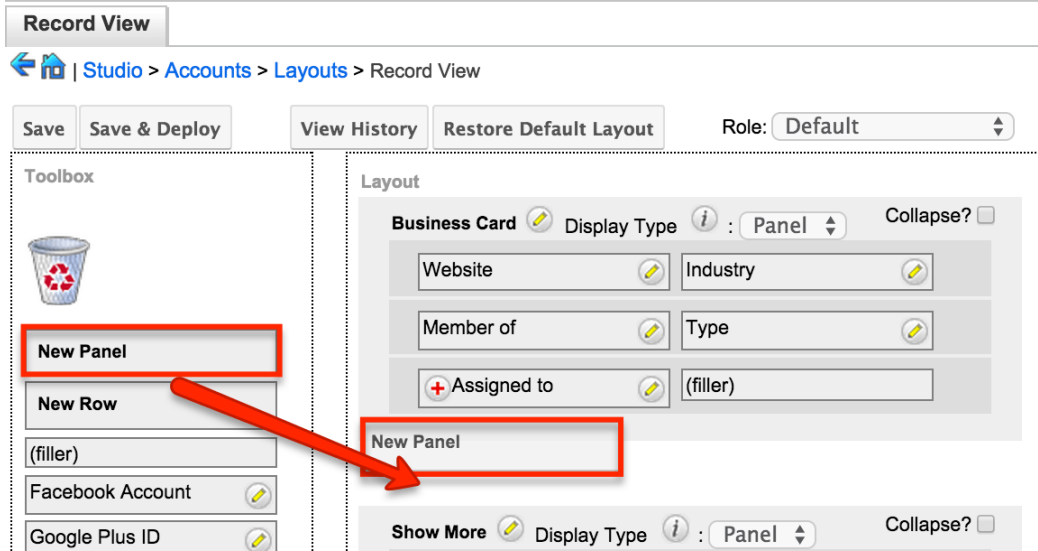 Record View
| Studio > Accounts > Layouts > Record View
Save Save & Deploy View History Restore Default Layout Role: Default
Toolbox
New Panel
New Row
(filler)
Facebook Account
Google Plus ID
Layout
Business Card Display Type i : Panel Collapse?
Website Industry
Member of Type
Assigned to (filler)
New Panel
Show More Display Type i : Panel Collapse?